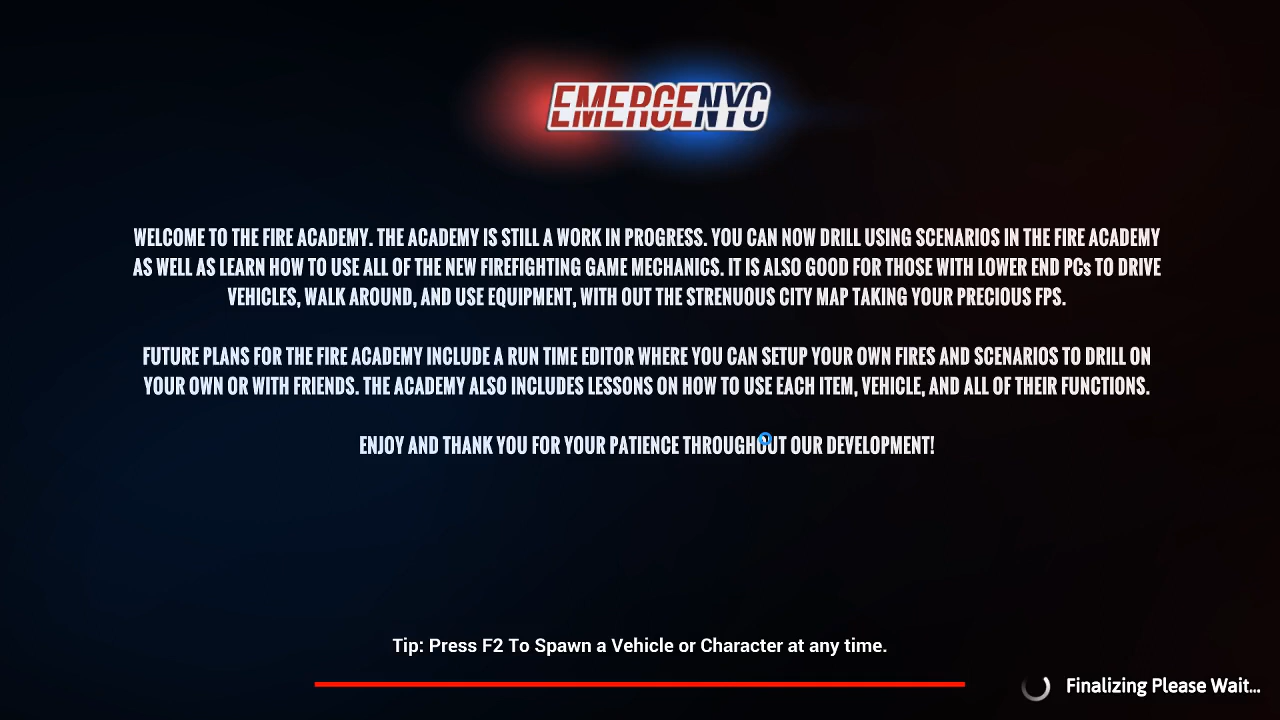 EMERGENYC
WELCOME TO THE FIRE ACADEMY. THE ACADEMY IS STILL A WORK IN PROGRESS. YOU CAN NOW DRILL USING SCENARIOS IN THE FIRE ACADEMY
AS WELL AS LEARN HOW TO USE ALL OF THE NEW FIREFIGHTING GAME MECHANICS. IT IS ALSO GOOD FOR THOSE WITH LOWER END PCs TO DRIVE
VEHICLES, WALK AROUND, AND USE EQUIPMENT, WITH OUT THE STRENUOUS CITY MAP TAKING YOUR PRECIOUS FPS.
FUTURE PLANS FOR THE FIRE ACADEMY INCLUDE A RUN TIME EDITOR WHERE YOU CAN SETUP YOUR OWN FIRES AND SCENARIOS TO DRILL ON
YOUR OWN OR WITH FRIENDS. THE ACADEMY ALSO INCLUDES LESSONS ON HOW TO USE EACH ITEM, VEHICLE, AND ALL OF THEIR FUNCTIONS.
ENJOY AND THANK YOU FOR YOUR PATIENCE THROUGHOUT OUR DEVELOPMENT!
Tip: Press F2 To Spawn a Vehicle or Character at any time.
Finalizing Please Wait...